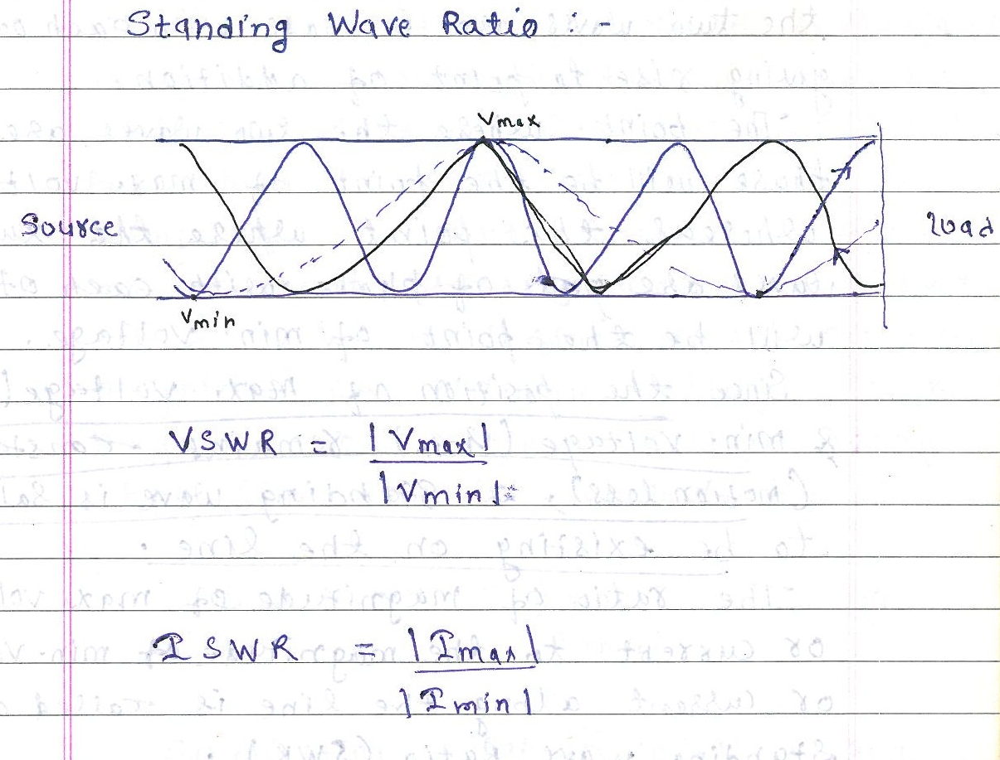 Standing Wave Ratio :-
Vmax
Source
load
Vmin
VSWR = |Vmax|
|Vmin|
ISWR = |Imax|
|Imin|